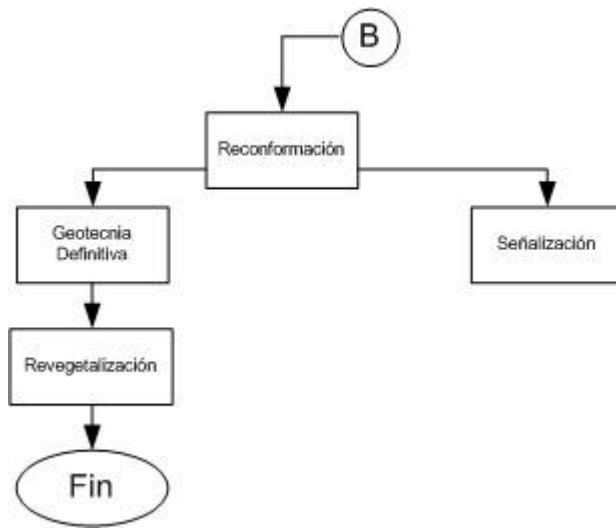 B
Reconformación
Geotecnia
Definitiva
Señalización
Revegetalización
Fin